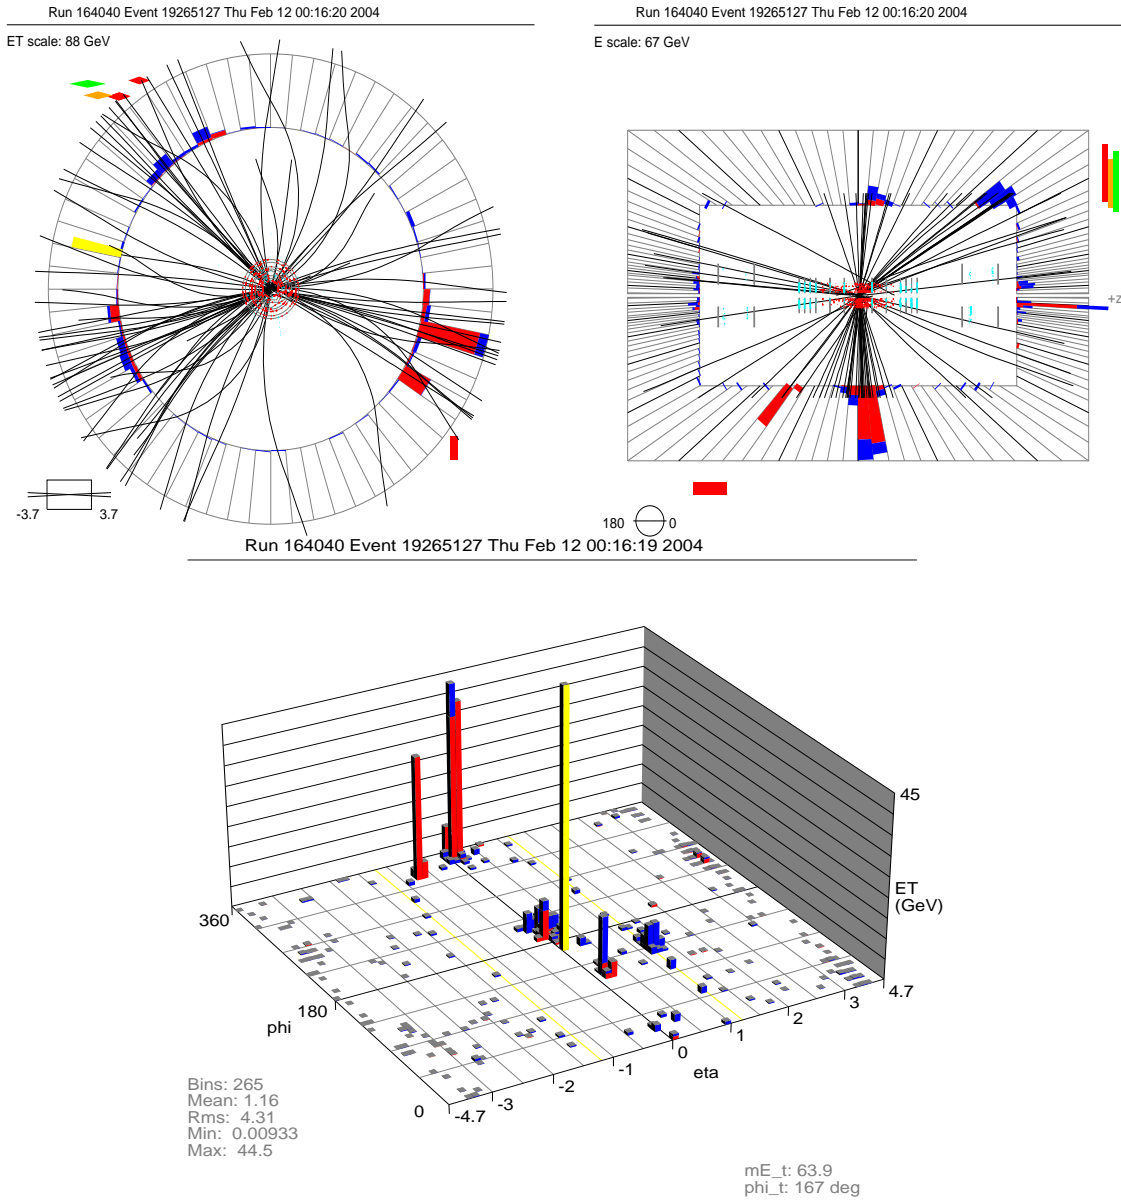 Run 164040 Event 19265127 Thu Feb 12 00:16:20 2004
ET scale: 88 GeV
-3.7 3.7
Run 164040 Event 19265127 Thu Feb 12 00:16:20 2004
E scale: 67 GeV
+z
180 0
Run 164040 Event 19265127 Thu Feb 12 00:16:19 2004
45
ET
(GeV)
360
180
phi
0
-4.7
-3
-2
-1
0
1
2
3
4.7
eta
Bins: 265
Mean: 1.16
Rms: 4.31
Min: 0.00933
Max: 44.5
mE_t: 63.9
phi_t: 167 deg